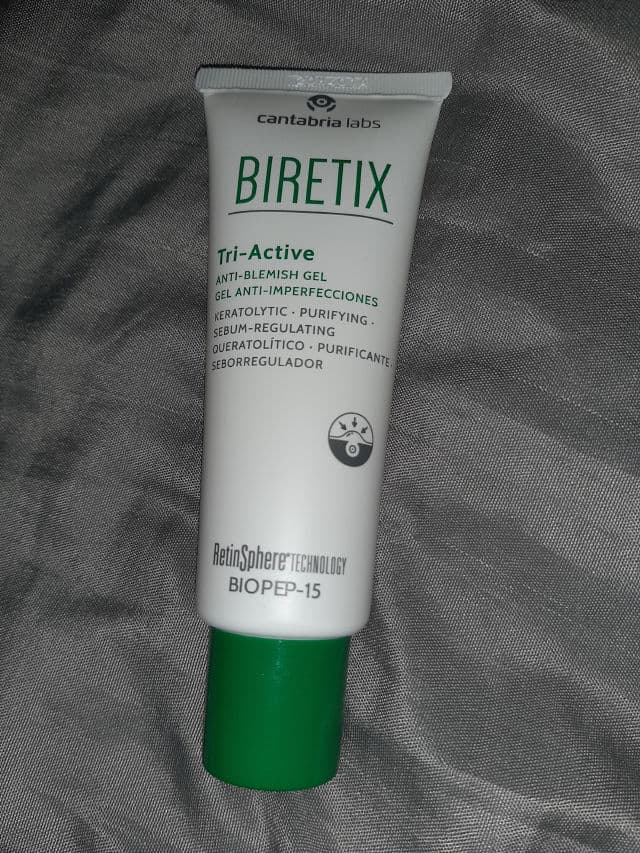 cantabria labs
BIRETIX
Tri-Active
ANTI-BLEMISH GEL
GEL ANTI-IMPERFECCIONES
KERATOLYTIC · PURIFYING ·
SEBUM-REGULATING
QUERATOLÍTICO · PURIFICANTE ·
SEBORREGULADOR
RetinSphere® TECHNOLOGY
BIOPEP-15